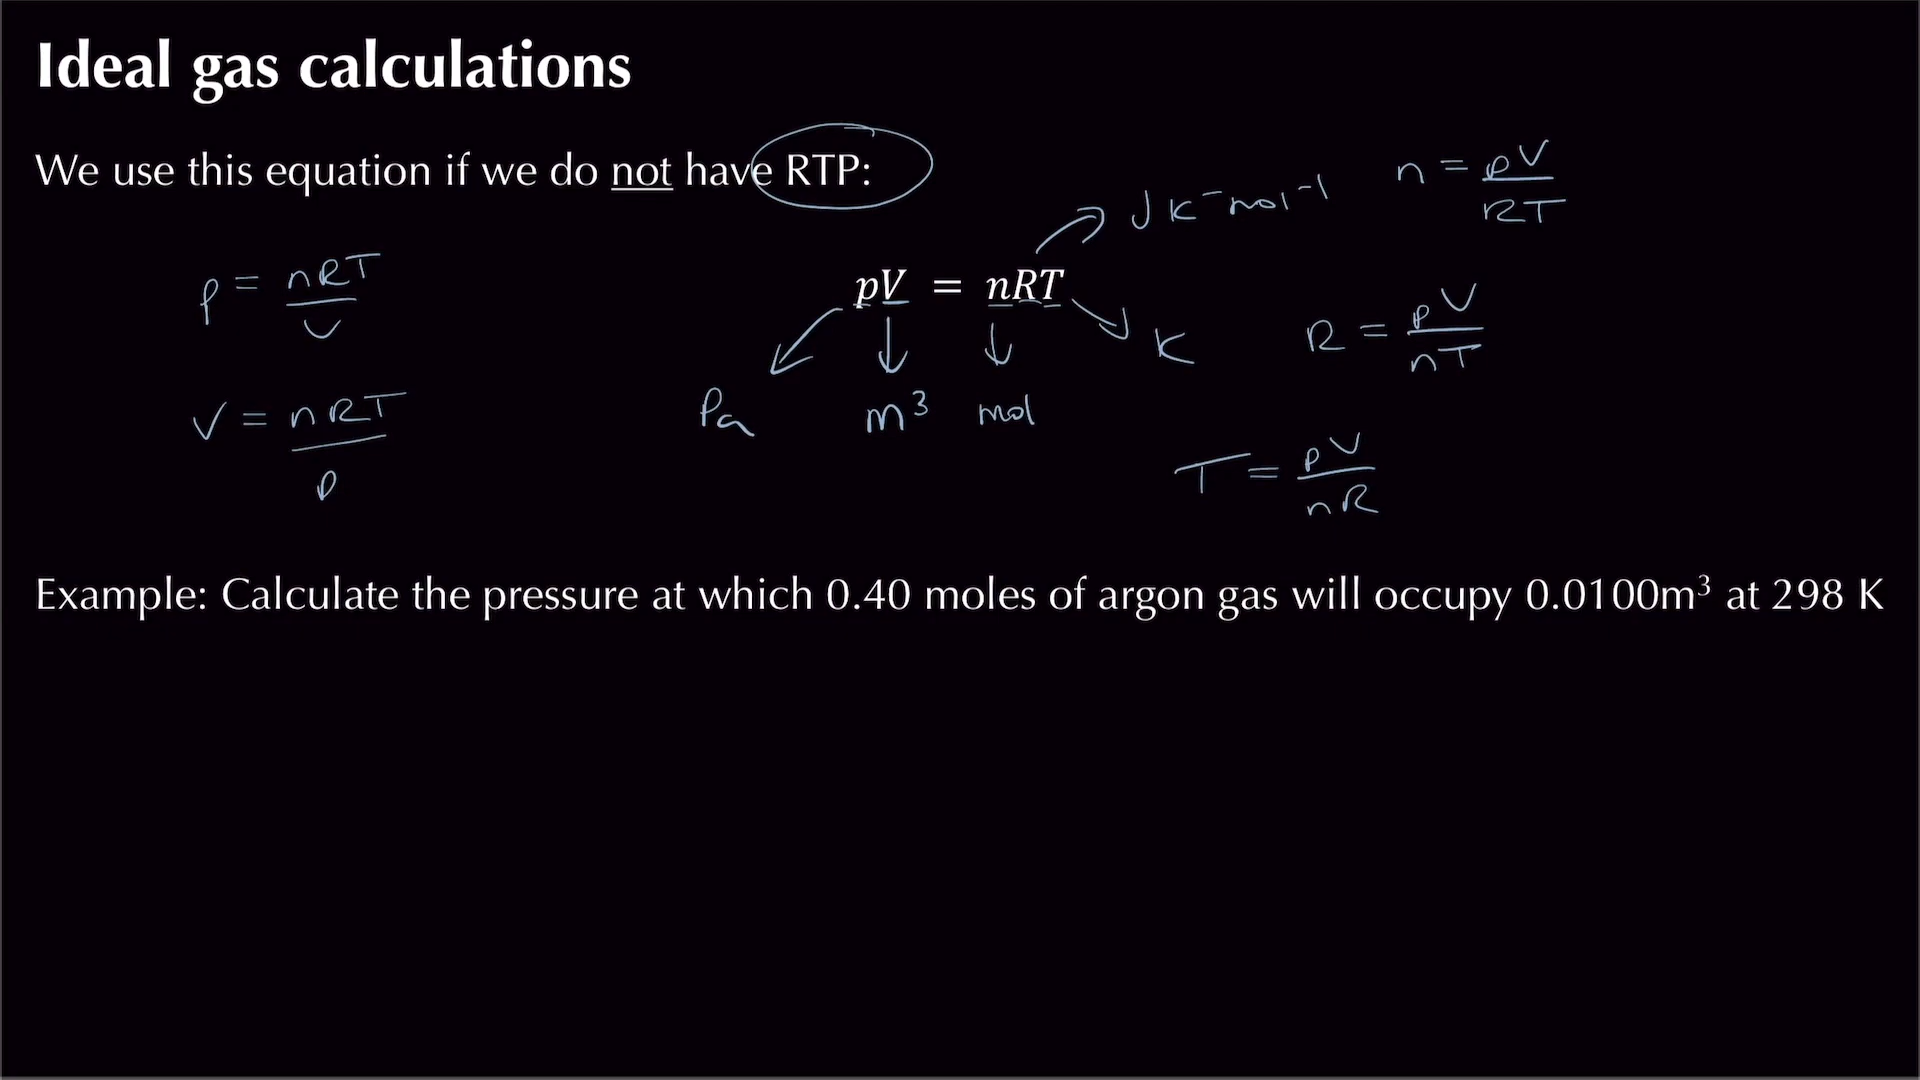 Ideal gas calculations
We use this equation if we do not have RTP:
n = pV/RT
J K⁻ mol⁻¹
p = nRT/V
pV = nRT
K
R = pV/nT
Pa
m³
mol
V = nRT/p
T = pV/nR
Example: Calculate the pressure at which 0.40 moles of argon gas will occupy 0.0100m³ at 298 K